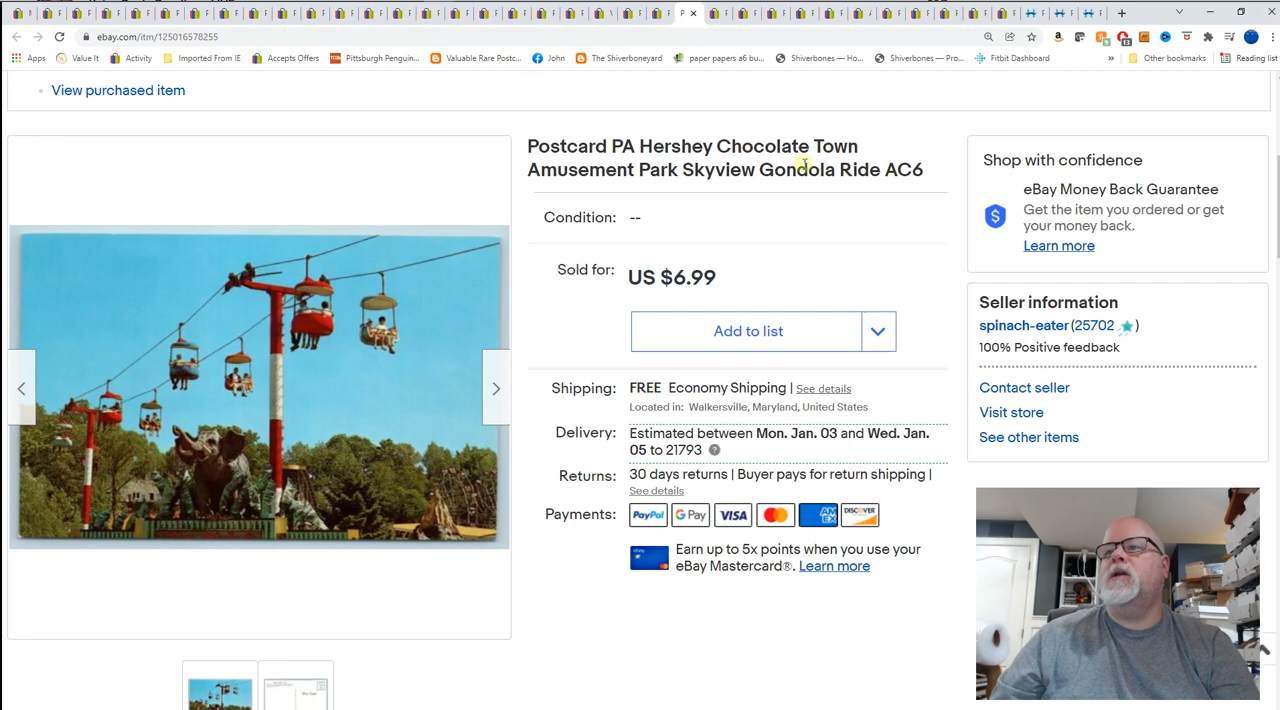 ebay.com/itm/125016578255
Apps Value It Activity Imported From IE Accepts Offers Pittsburgh Penguin... Valuable Rare Postc... John The Shiverboneyard paper papers a6 bu... Shiverbones — Ho... Shiverbones — Pro... Fitbit Dashboard » Other bookmarks Reading list
View purchased item
Postcard PA Hershey Chocolate Town
Amusement Park Skyview Gondola Ride AC6
Condition: --
Sold for: US $6.99
Add to list
Shipping: FREE Economy Shipping | See details
Located in: Walkersville, Maryland, United States
Delivery: Estimated between Mon. Jan. 03 and Wed. Jan.
05 to 21793
Returns: 30 days returns | Buyer pays for return shipping |
See details
Payments: PayPal G Pay VISA AM EX DISCOVER
Earn up to 5x points when you use your
eBay Mastercard®. Learn more
Shop with confidence
eBay Money Back Guarantee
Get the item you ordered or get
your money back.
Learn more
Seller information
spinach-eater (25702 )
100% Positive feedback
Contact seller
Visit store
See other items